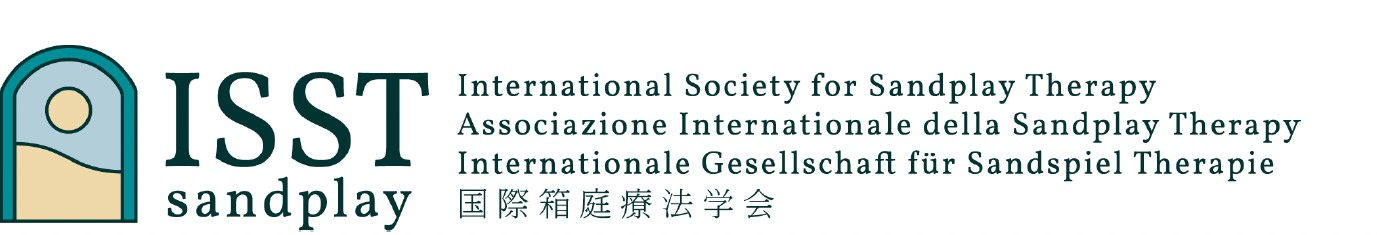 ISST
sandplay
International Society for Sandplay Therapy
Associazione Internationale della Sandplay Therapy
Internationale Gesellschaft für Sandspiel Therapie
国際箱庭療法学会